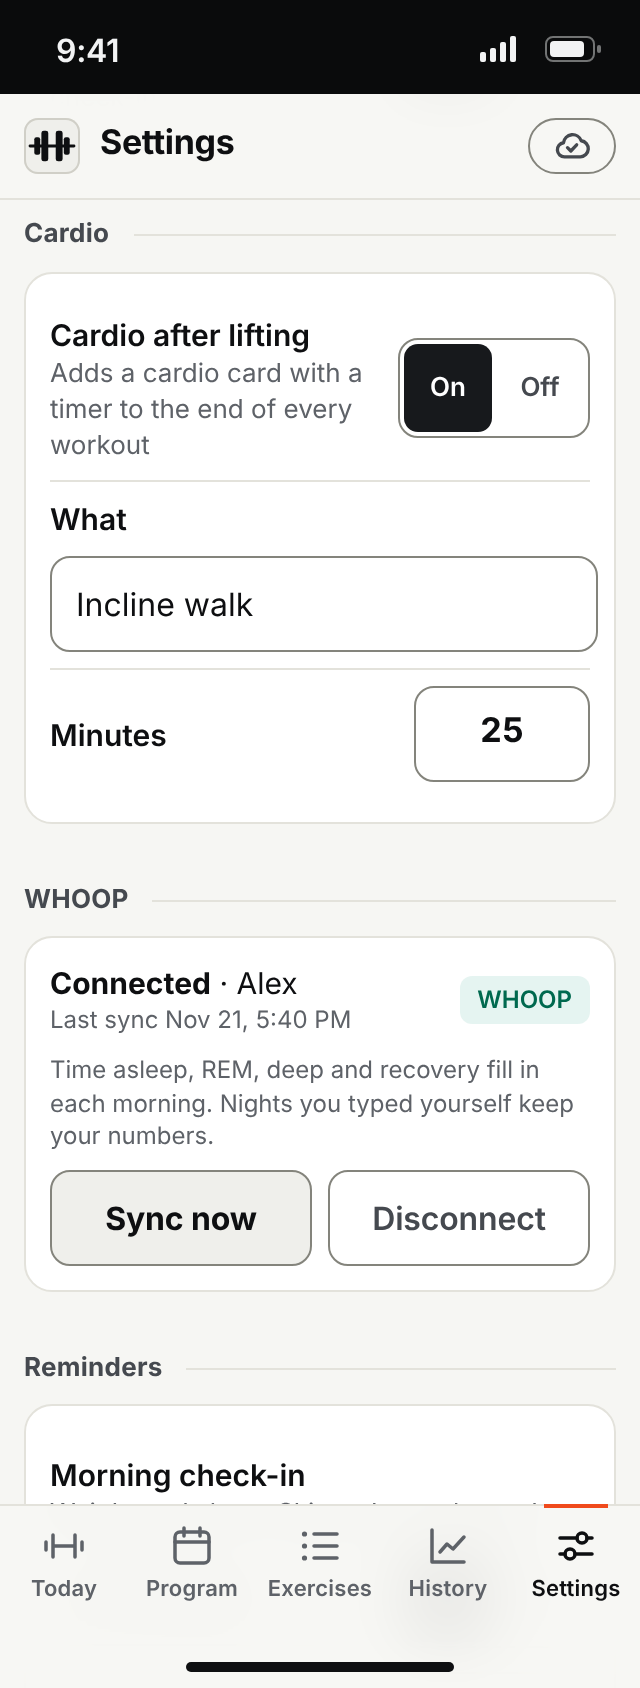 9:41
Settings
Cardio
Cardio after lifting
Adds a cardio card with a
timer to the end of every
workout
On
Off
What
Incline walk
Minutes
25
WHOOP
Connected · Alex
WHOOP
Last sync Nov 21, 5:40 PM
Time asleep, REM, deep and recovery fill in
each morning. Nights you typed yourself keep
your numbers.
Sync now
Disconnect
Reminders
Morning check-in
Today
Program
Exercises
History
Settings